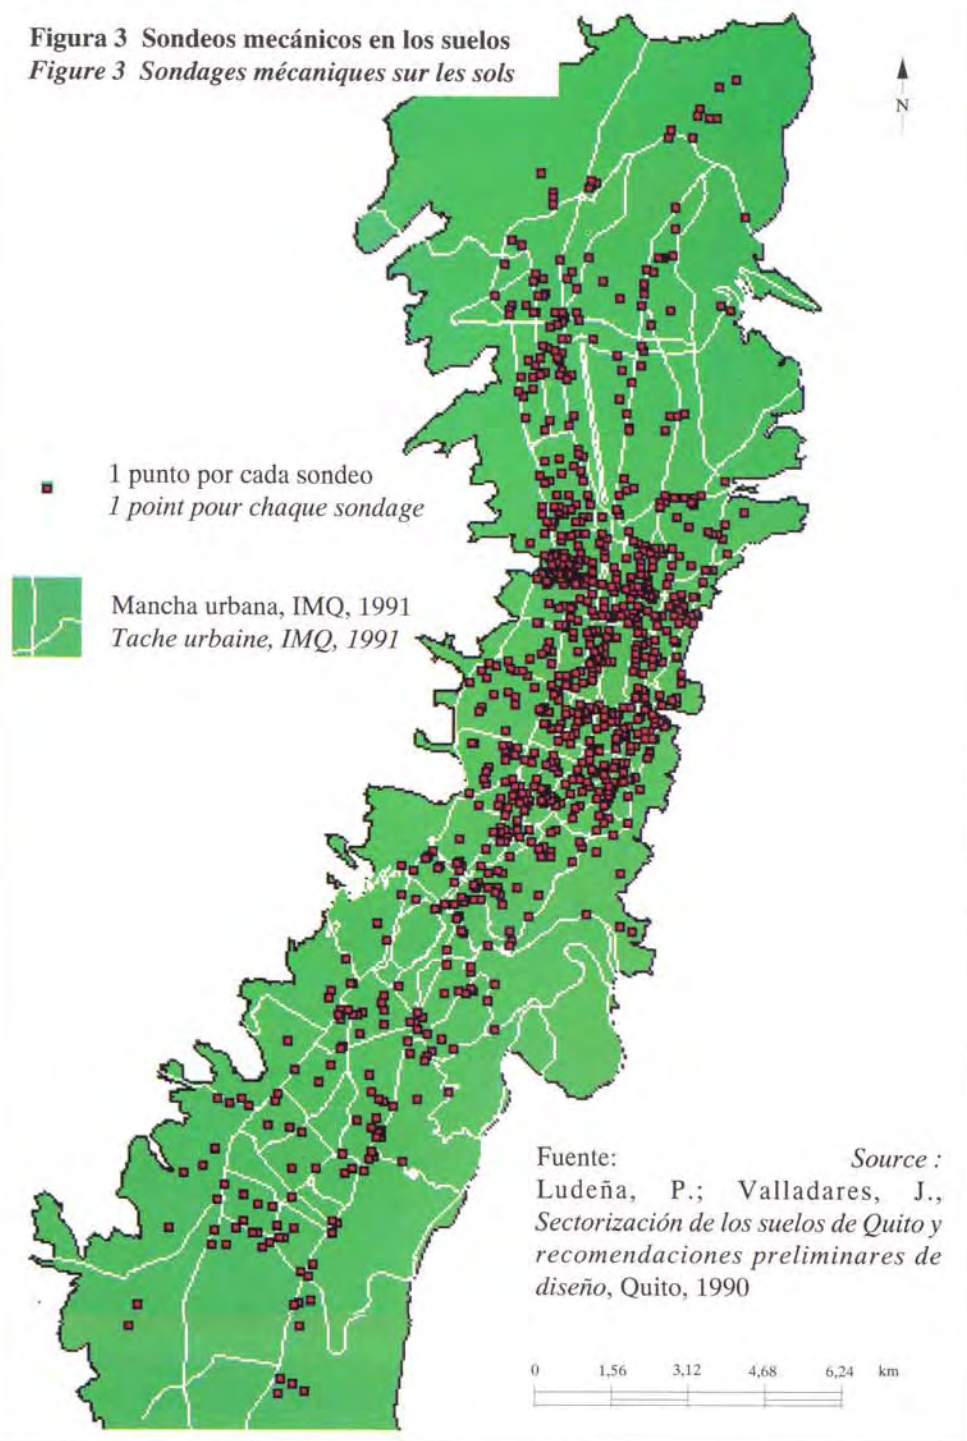 Figura 3 Sondeos mecánicos en los suelos
Figure 3 Sondages mécaniques sur les sols
N
1 punto por cada sondeo
1 point pour chaque sondage
Mancha urbana, IMQ, 1991
Tache urbaine, IMQ, 1991
Fuente: Source :
Ludeña, P.; Valladares, J.,
Sectorización de los suelos de Quito y
recomendaciones preliminares de
diseño, Quito, 1990
0 1,56 3,12 4,68 6,24 km